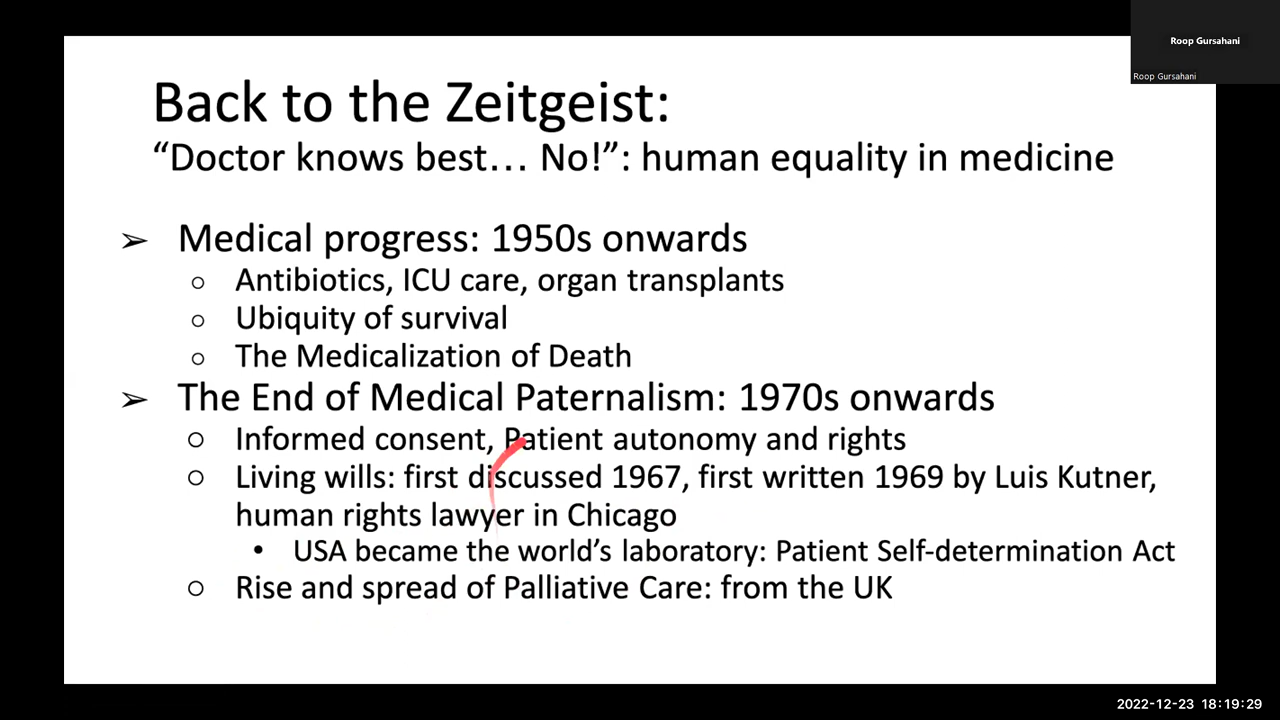 Roop Gursahani
Roop Gursahani
Back to the Zeitgeist:
“Doctor knows best… No!”: human equality in medicine
➢ Medical progress: 1950s onwards
○ Antibiotics, ICU care, organ transplants
○ Ubiquity of survival
○ The Medicalization of Death
➢ The End of Medical Paternalism: 1970s onwards
○ Informed consent, Patient autonomy and rights
○ Living wills: first discussed 1967, first written 1969 by Luis Kutner,
human rights lawyer in Chicago
• USA became the world’s laboratory: Patient Self-determination Act
○ Rise and spread of Palliative Care: from the UK
2022-12-23 18:19:29